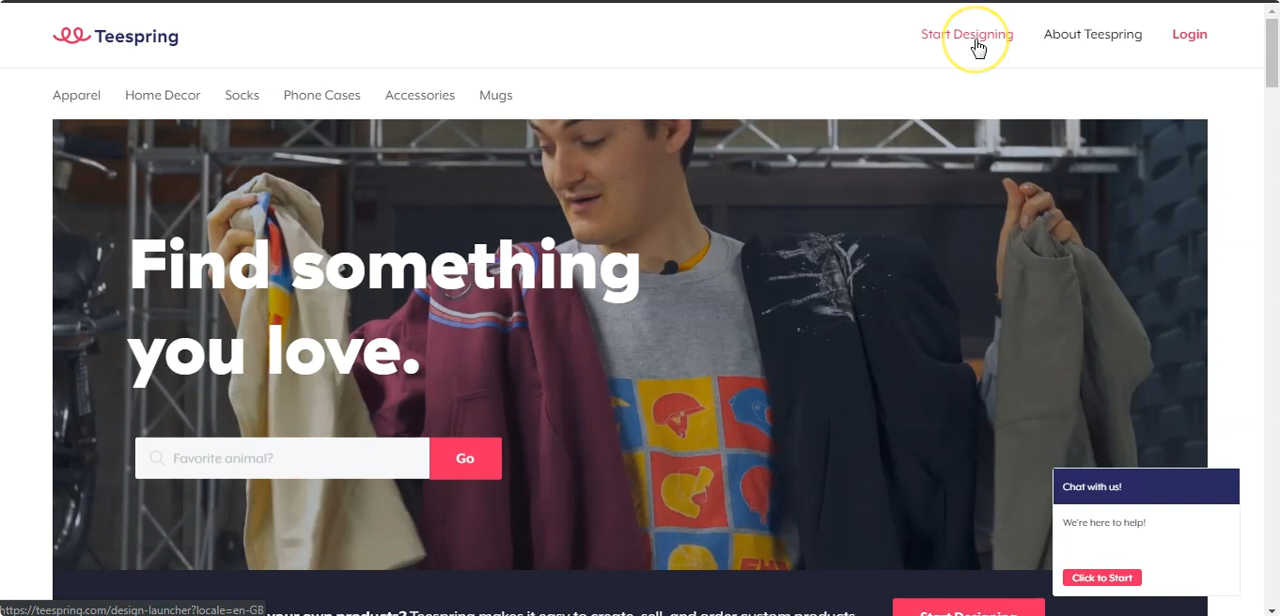 Teespring
Start Designing
About Teespring
Login
Apparel
Home Decor
Socks
Phone Cases
Accessories
Mugs
Find something
you love.
Favorite animal?
Go
Chat with us!
We're here to help!
Click to Start
https://teespring.com/design-launcher?locale=en-GB
your own products? Teespring makes it easy to create, sell, and order custom products
Start Designing